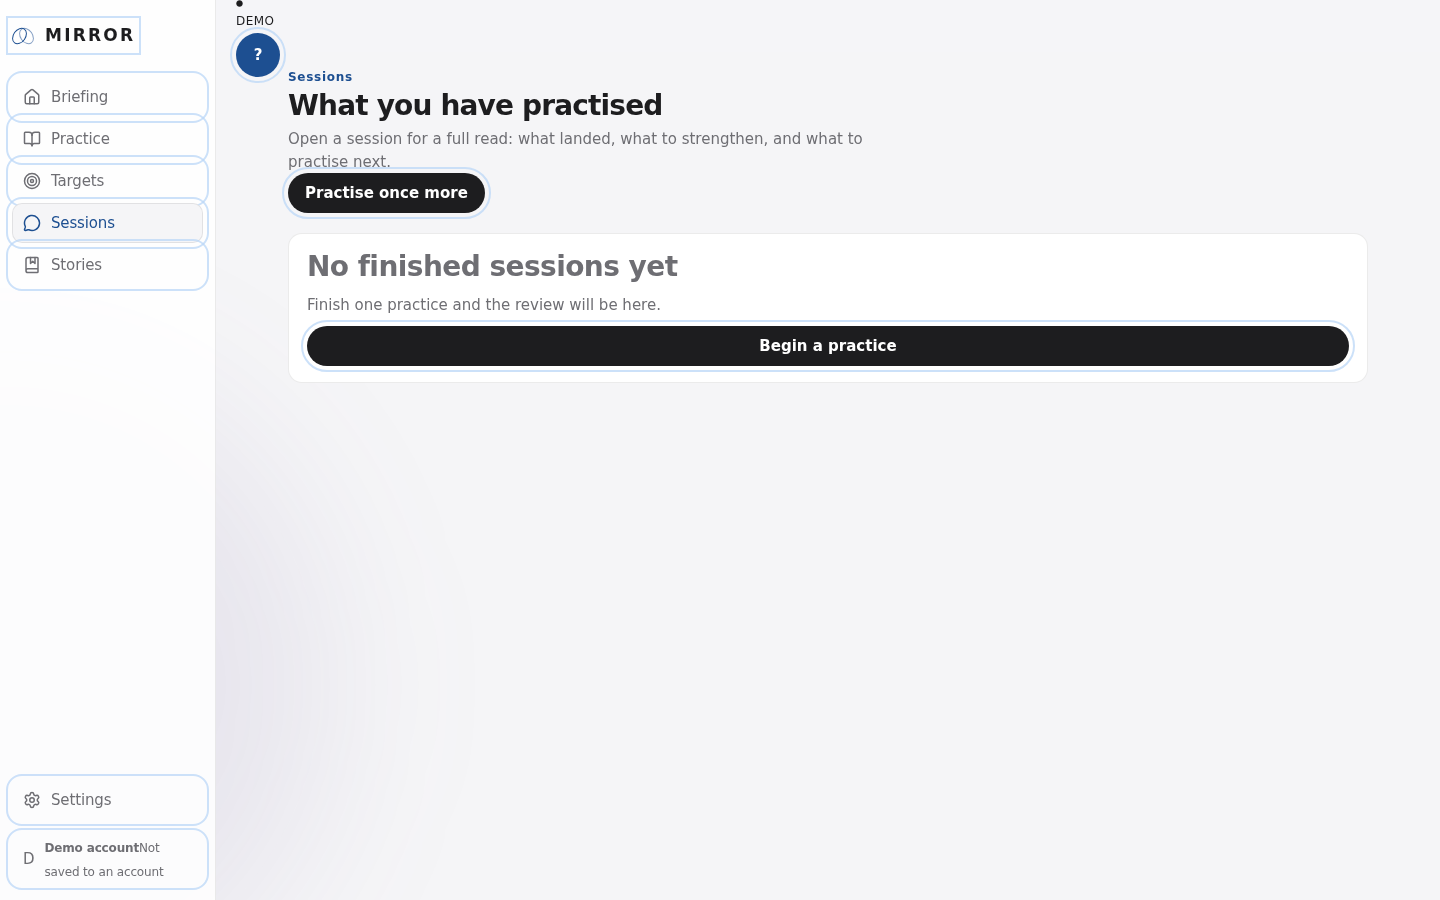 MIRROR
Briefing
Practice
Targets
Sessions
Stories
Settings
D
Demo accountNot
saved to an account
DEMO
?
Sessions
What you have practised
Open a session for a full read: what landed, what to strengthen, and what to
practise next.
Practise once more
No finished sessions yet
Finish one practice and the review will be here.
Begin a practice